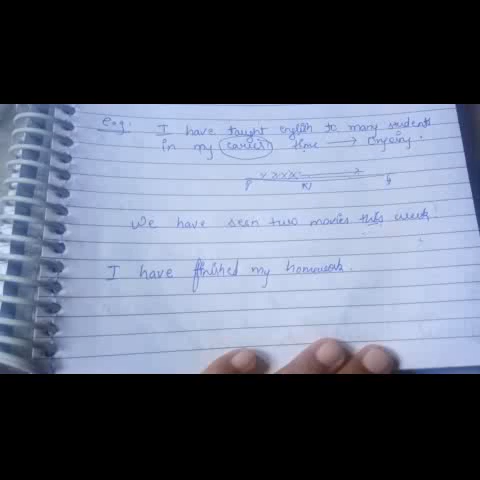 e.g. I have taught english to many students
in my career time → Ongoing.
P x x x x x N
We have seen two movies this week.
I have finished my homework.